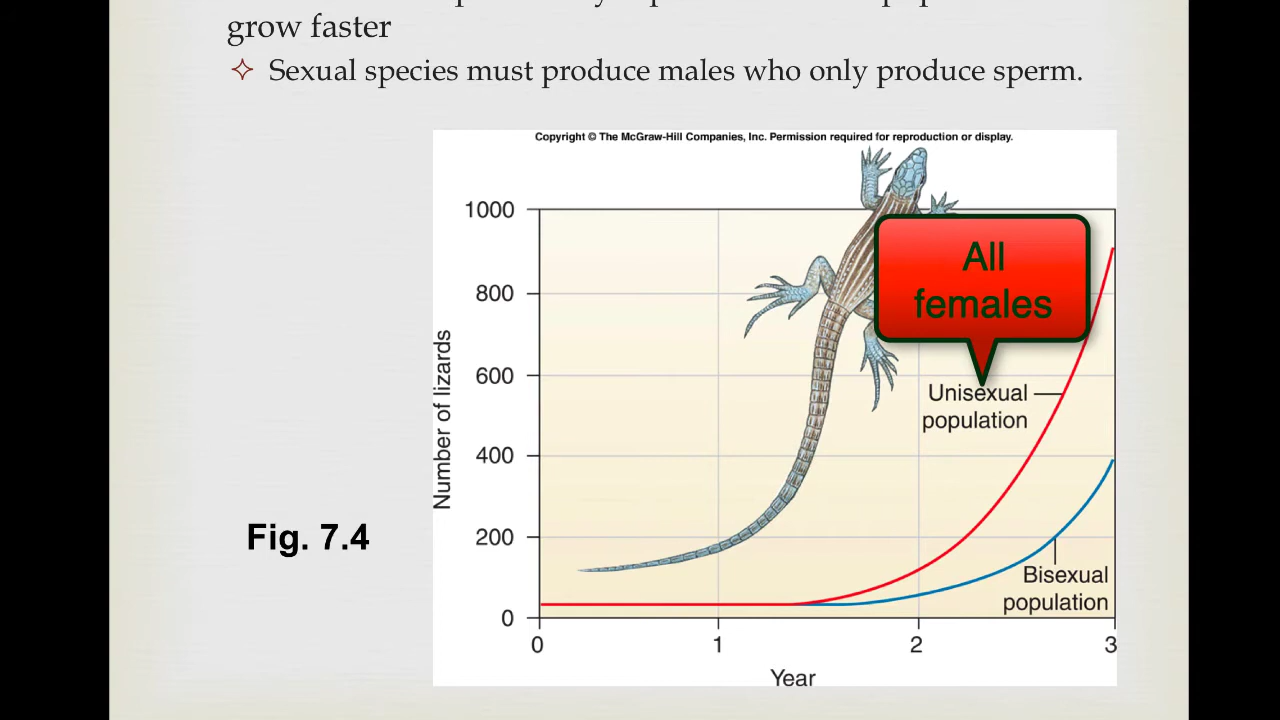 grow faster
✧ Sexual species must produce males who only produce sperm.
Copyright © The McGraw-Hill Companies, Inc. Permission required for reproduction or display.
1000
All
females
800
Number of lizards
600
Unisexual
population
400
Fig. 7.4
200
Bisexual
population
0
0 1 2 3
Year